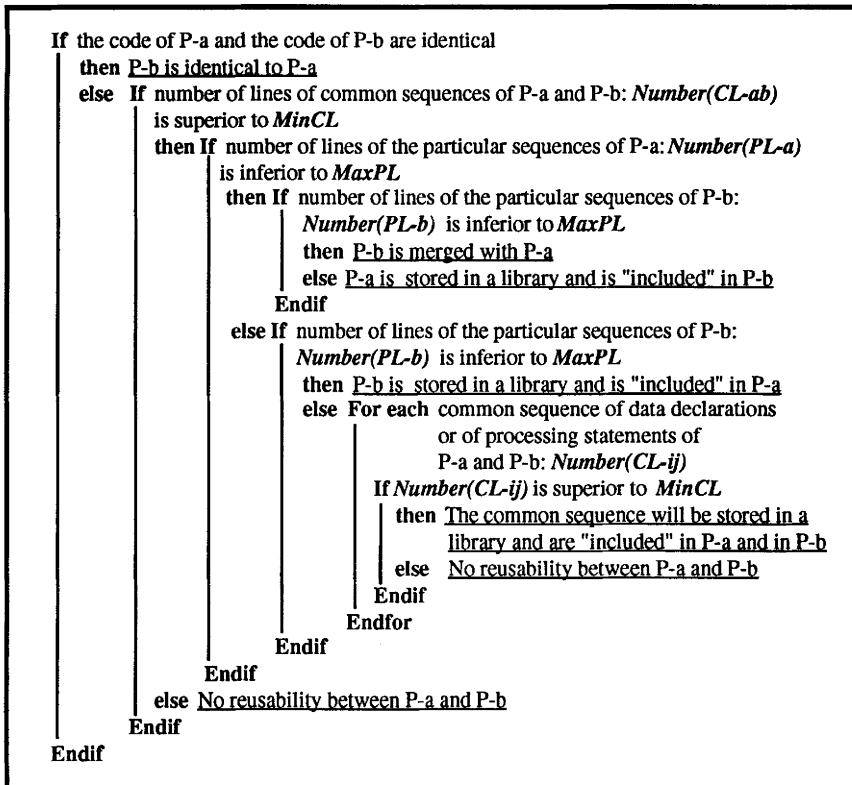 If the code of P-a and the code of P-b are identical
then P-b is identical to P-a
else If number of lines of common sequences of P-a and P-b: Number(CL-ab)
is superior to MinCL
then If number of lines of the particular sequences of P-a: Number(PL-a)
is inferior to MaxPL
then If number of lines of the particular sequences of P-b:
Number(PL-b) is inferior to MaxPL
then P-b is merged with P-a
else P-a is stored in a library and is "included" in P-b
Endif
else If number of lines of the particular sequences of P-b:
Number(PL-b) is inferior to MaxPL
then P-b is stored in a library and is "included" in P-a
else For each common sequence of data declarations
or of processing statements of
P-a and P-b: Number(CL-ij)
If Number(CL-ij) is superior to MinCL
then The common sequence will be stored in a
library and are "included" in P-a and in P-b
else No reusability between P-a and P-b
Endif
Endfor
Endif
Endif
else No reusability between P-a and P-b
Endif
Endif